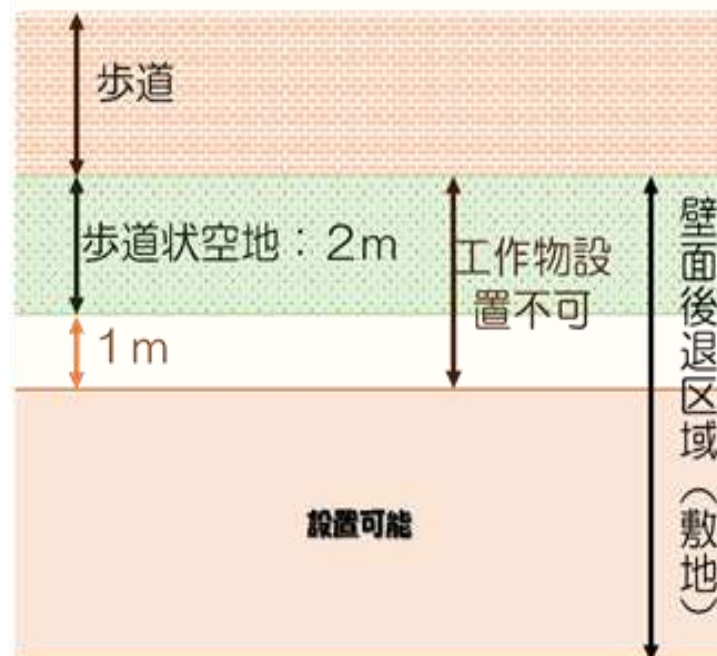 歩道
歩道状空地：２ｍ
工作物設
置不可
１ｍ
壁面後退区域（敷地）
設置可能